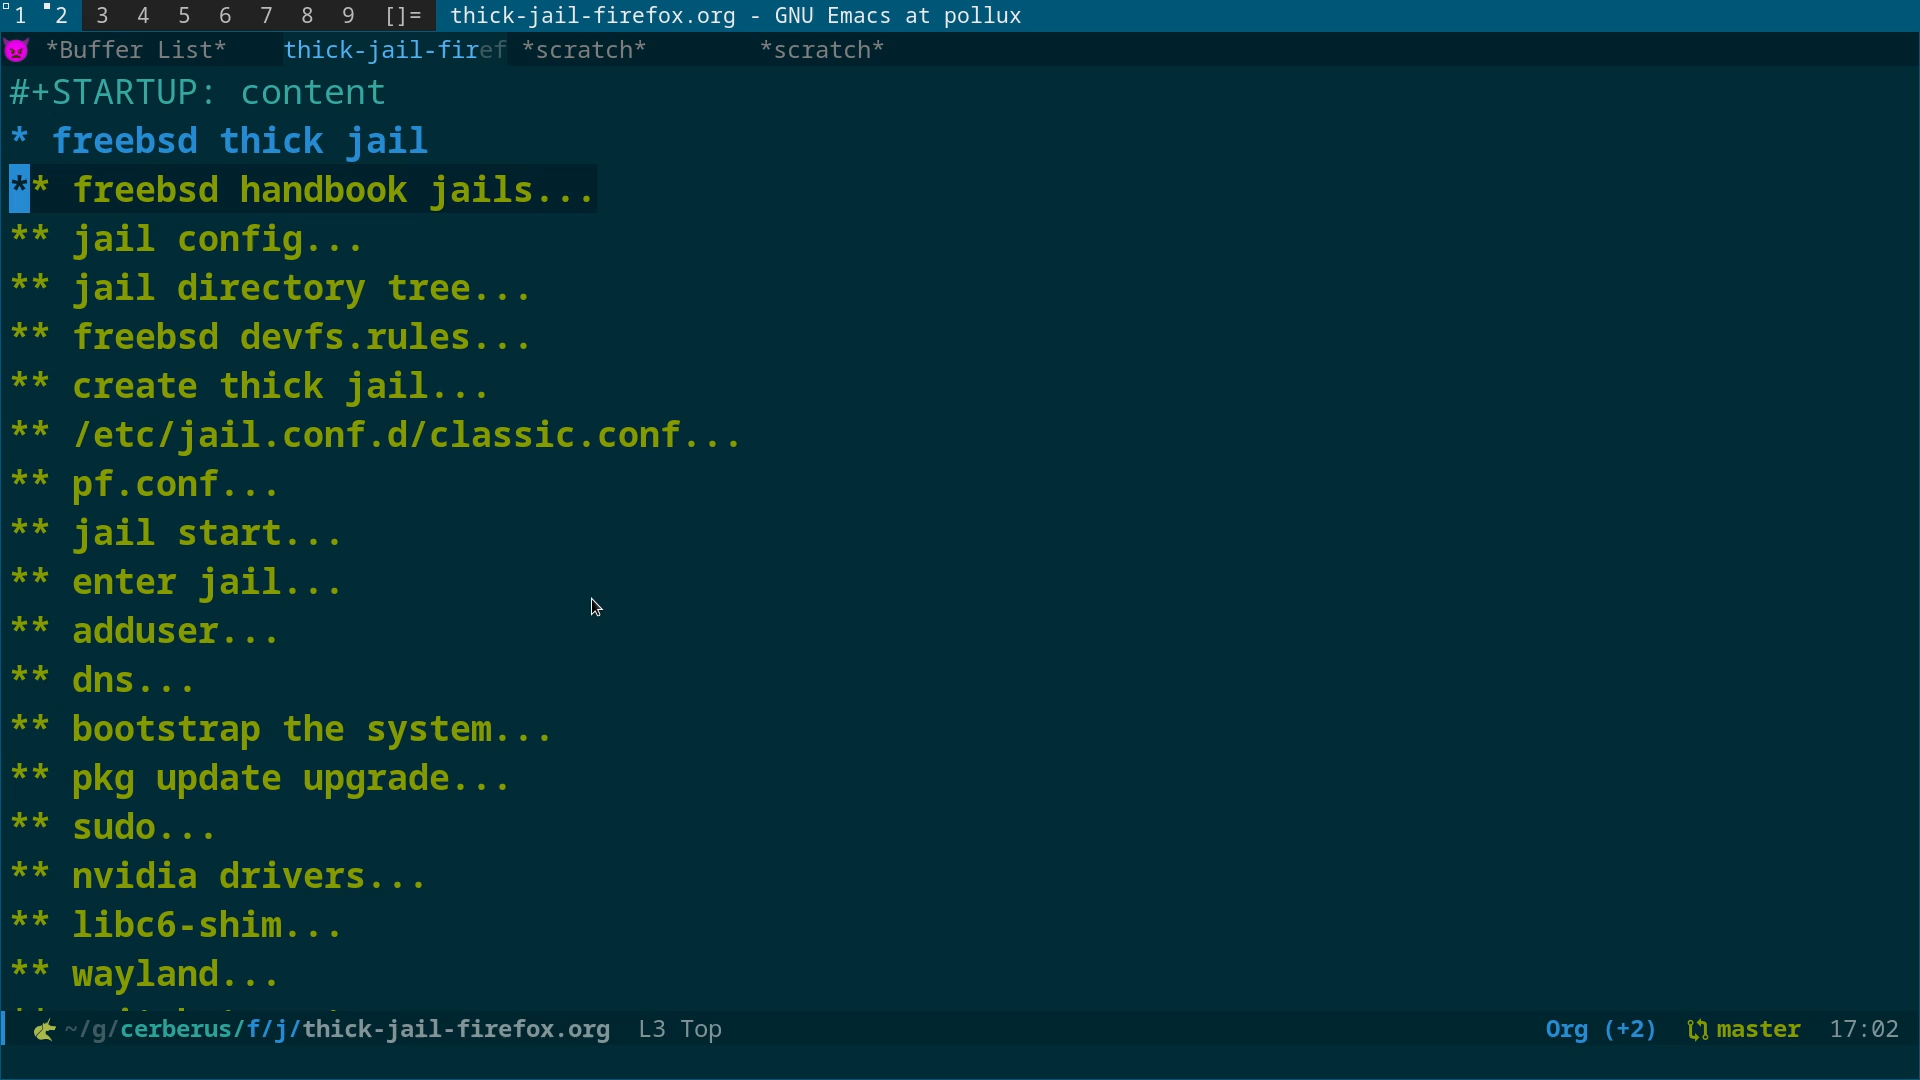 1 2 3 4 5 6 7 8 9 []= thick-jail-firefox.org - GNU Emacs at pollux
*Buffer List* thick-jail-firef *scratch* *scratch*
#+STARTUP: content
* freebsd thick jail
** freebsd handbook jails...
** jail config...
** jail directory tree...
** freebsd devfs.rules...
** create thick jail...
** /etc/jail.conf.d/classic.conf...
** pf.conf...
** jail start...
** enter jail...
** adduser...
** dns...
** bootstrap the system...
** pkg update upgrade...
** sudo...
** nvidia drivers...
** libc6-shim...
** wayland...
~/g/cerberus/f/j/thick-jail-firefox.org L3 Top Org (+2) master 17:02